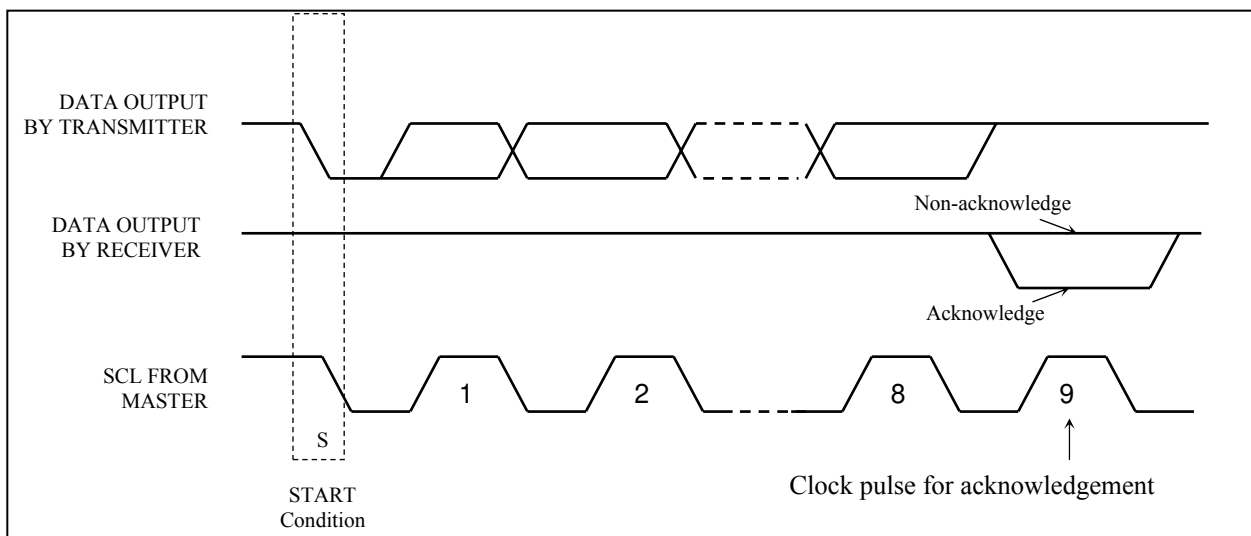 DATA OUTPUT
BY TRANSMITTER
Non-acknowledge
DATA OUTPUT
BY RECEIVER
Acknowledge
SCL FROM
MASTER
1
2
8
9
S
START
Condition
Clock pulse for acknowledgement